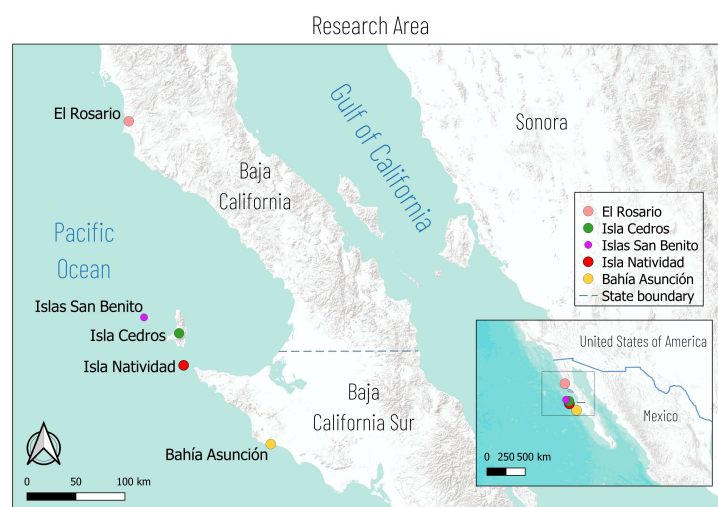 Research Area
El Rosario
Gulf of California
Sonora
Baja
California
Pacific
Ocean
El Rosario
Isla Cedros
Islas San Benito
Isla Natividad
Bahía Asunción
State boundary
Islas San Benito
Isla Cedros
Isla Natividad
United States of America
Mexico
Baja
California Sur
Bahía Asunción
0 250 500 km
0 50 100 km